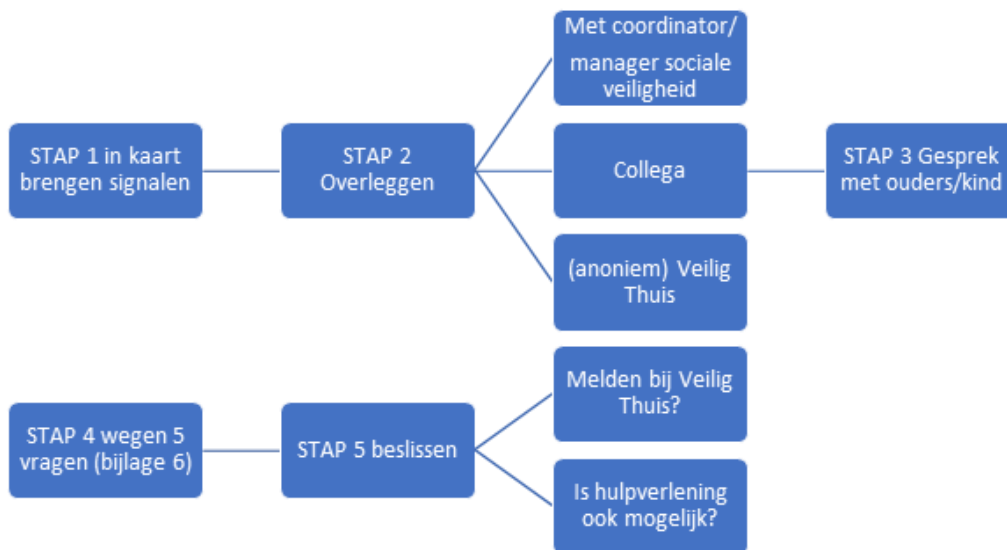 Met coordinator/
manager sociale
veiligheid
STAP 1 in kaart
brengen signalen
STAP 2
Overleggen
Collega
STAP 3 Gesprek
met ouders/kind
(anoniem) Veilig
Thuis
Melden bij Veilig
Thuis?
STAP 4 wegen 5
vragen (bijlage 6)
STAP 5 beslissen
Is hulpverlening
ook mogelijk?